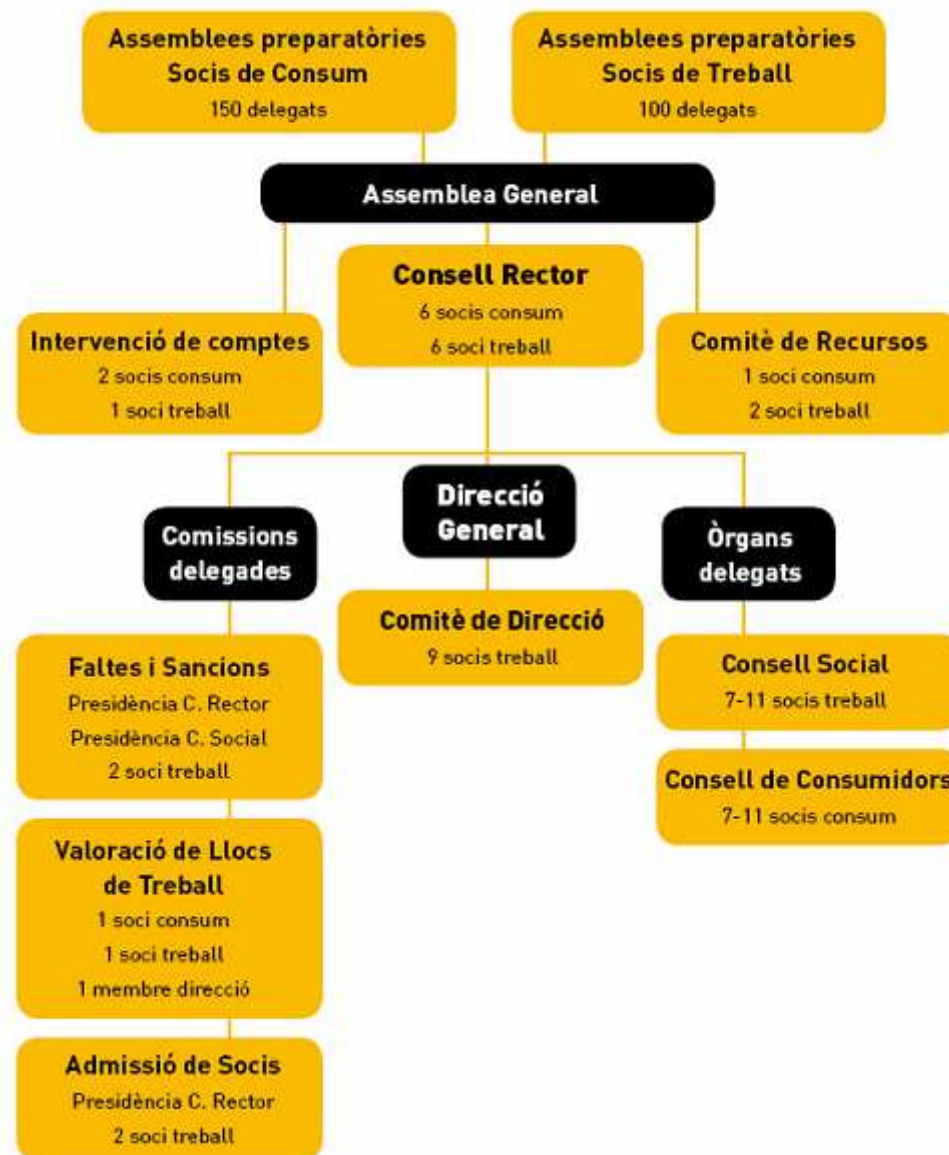 Assemblees preparatòries
Socis de Consum
150 delegats
Assemblees preparatòries
Socis de Treball
100 delegats
Assemblea General
Consell Rector
6 socis consum
6 soci treball
Intervenció de comptes
2 socis consum
1 soci treball
Comitè de Recursos
1 soci consum
2 soci treball
Comissions
delegades
Direcció
General
Òrgans
delegats
Comitè de Direcció
9 socis treball
Faltes i Sancions
Presidència C. Rector
Presidència C. Social
2 soci treball
Consell Social
7-11 socis treball
Consell de Consumidors
7-11 socis consum
Valoració de Llocs
de Treball
1 soci consum
1 soci treball
1 membre direcció
Admissió de Socis
Presidència C. Rector
2 soci treball